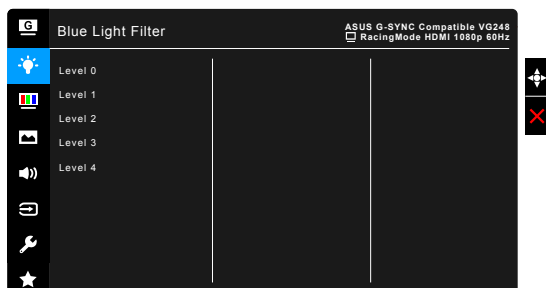 G
Blue Light Filter
ASUS G-SYNC Compatible VG248
RacingMode HDMI 1080p 60Hz
Level 0
Level 1
Level 2
Level 3
Level 4